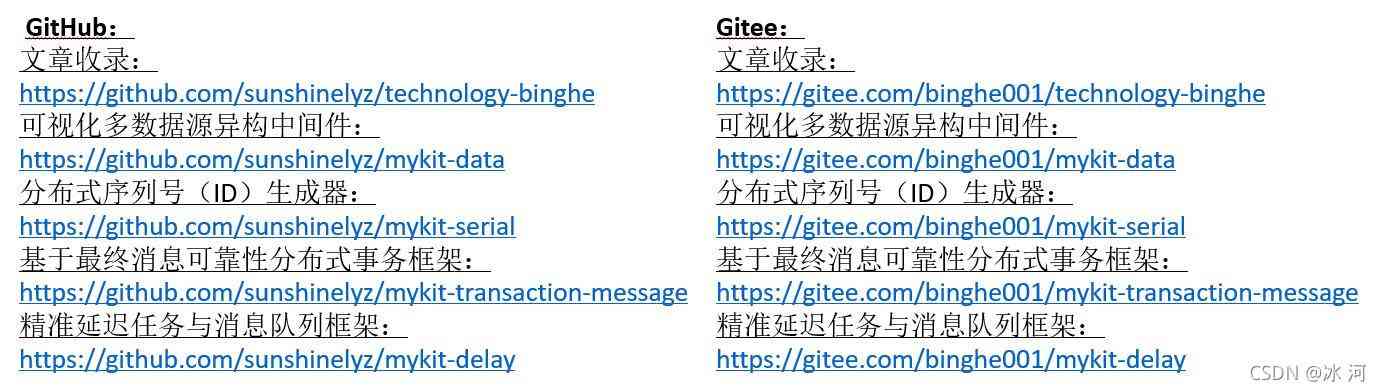 GitHub：
文章收录：
https://github.com/sunshinelyz/technology-binghe
可视化多数据源异构中间件：
https://github.com/sunshinelyz/mykit-data
分布式序列号（ID）生成器：
https://github.com/sunshinelyz/mykit-serial
基于最终消息可靠性分布式事务框架：
https://github.com/sunshinelyz/mykit-transaction-message
精准延迟任务与消息队列框架：
https://github.com/sunshinelyz/mykit-delay
Gitee：
文章收录：
https://gitee.com/binghe001/technology-binghe
可视化多数据源异构中间件：
https://gitee.com/binghe001/mykit-data
分布式序列号（ID）生成器：
https://gitee.com/binghe001/mykit-serial
基于最终消息可靠性分布式事务框架：
https://gitee.com/binghe001/mykit-transaction-message
精准延迟任务与消息队列框架：
https://gitee.com/binghe001/mykit-delay
CSDN @冰 河